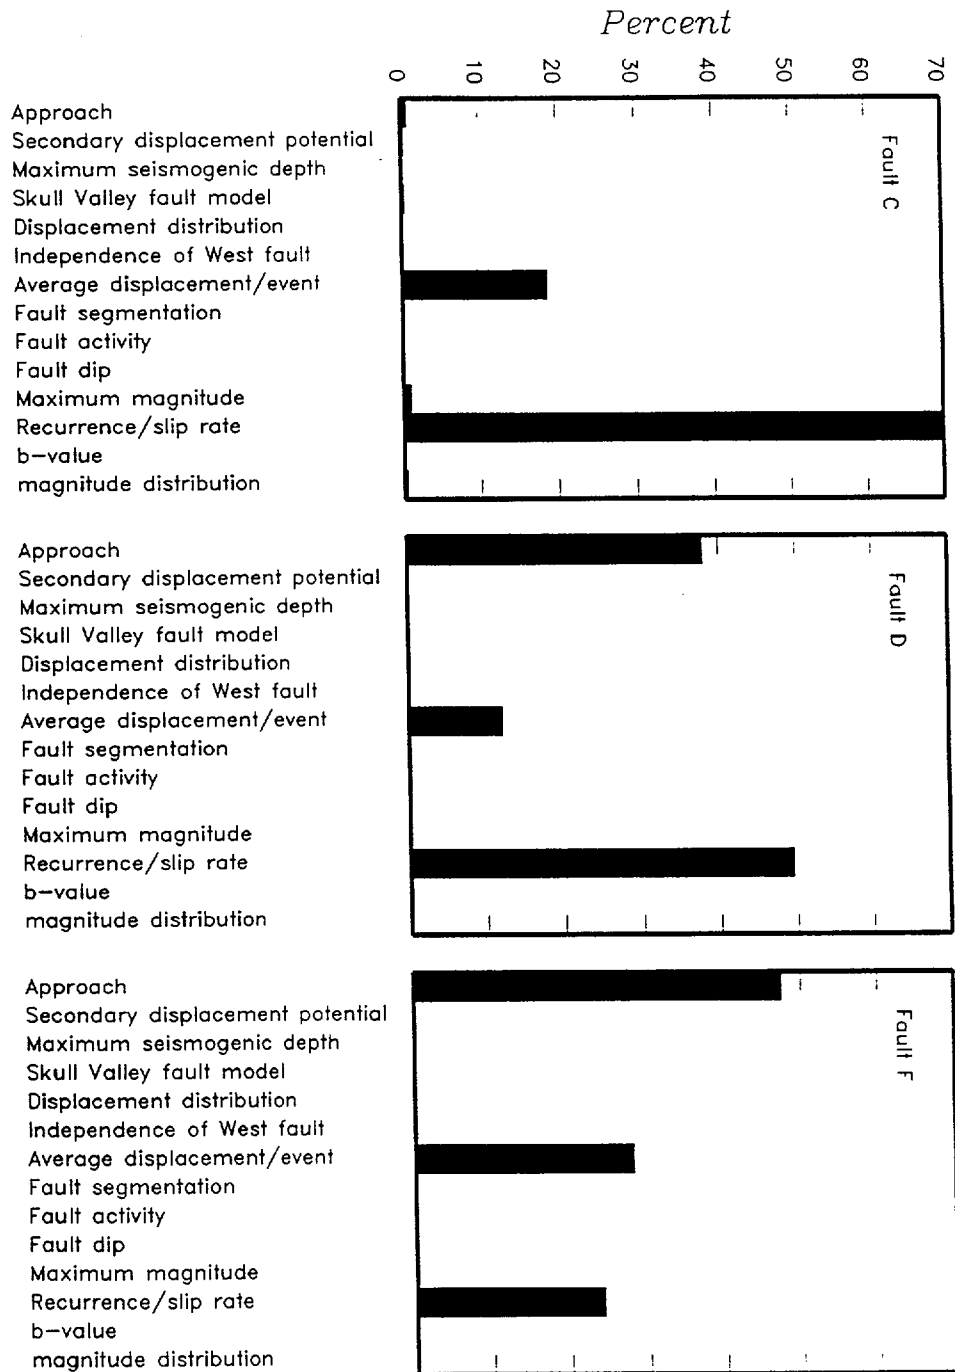 Percent
0 10 20 30 40 50 60 70
Fault C
Approach
Secondary displacement potential
Maximum seismogenic depth
Skull Valley fault model
Displacement distribution
Independence of West fault
Average displacement/event
Fault segmentation
Fault activity
Fault dip
Maximum magnitude
Recurrence/slip rate
b-value
magnitude distribution
Fault D
Approach
Secondary displacement potential
Maximum seismogenic depth
Skull Valley fault model
Displacement distribution
Independence of West fault
Average displacement/event
Fault segmentation
Fault activity
Fault dip
Maximum magnitude
Recurrence/slip rate
b-value
magnitude distribution
Fault F
Approach
Secondary displacement potential
Maximum seismogenic depth
Skull Valley fault model
Displacement distribution
Independence of West fault
Average displacement/event
Fault segmentation
Fault activity
Fault dip
Maximum magnitude
Recurrence/slip rate
b-value
magnitude distribution